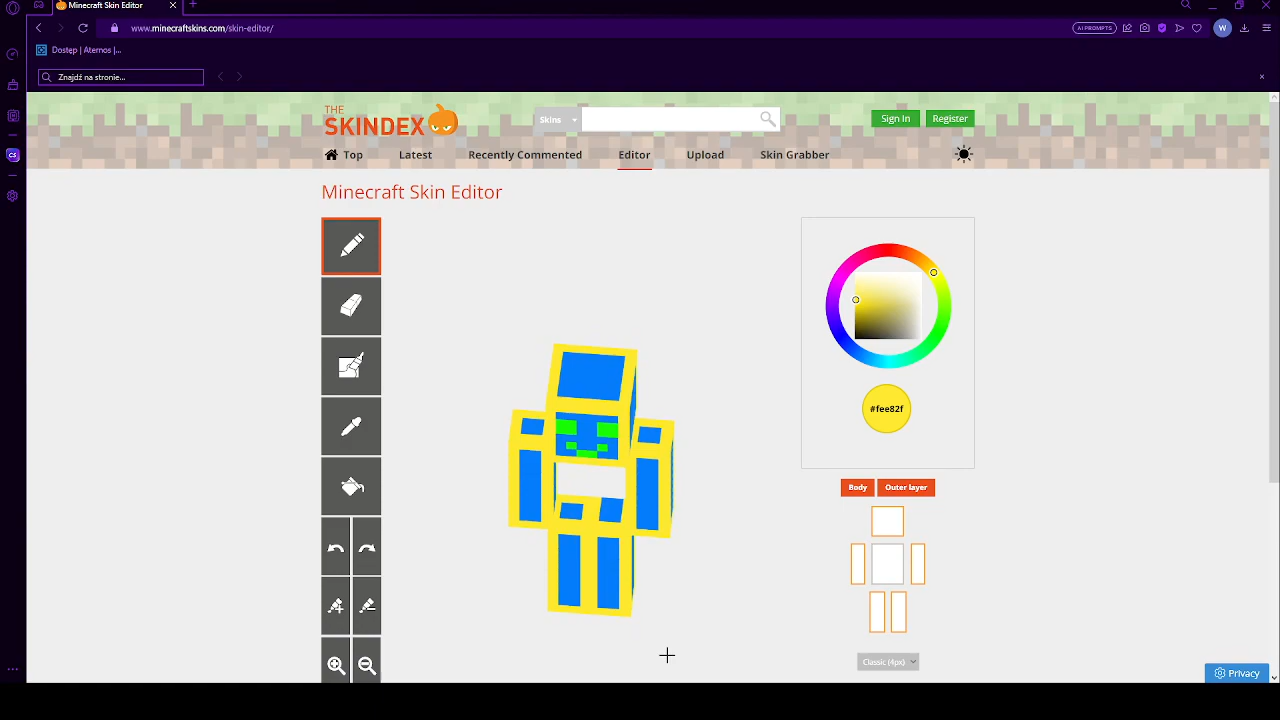 Minecraft Skin Editor
www.minecraftskins.com/skin-editor/
AI PROMPTS
W
Dostęp | Aternos |...
Znajdź na stronie...
THE
SKINDEX
Skins
Sign In
Register
Top
Latest
Recently Commented
Editor
Upload
Skin Grabber
Minecraft Skin Editor
#fee82f
Body
Outer layer
Classic (4px)
Privacy
CS